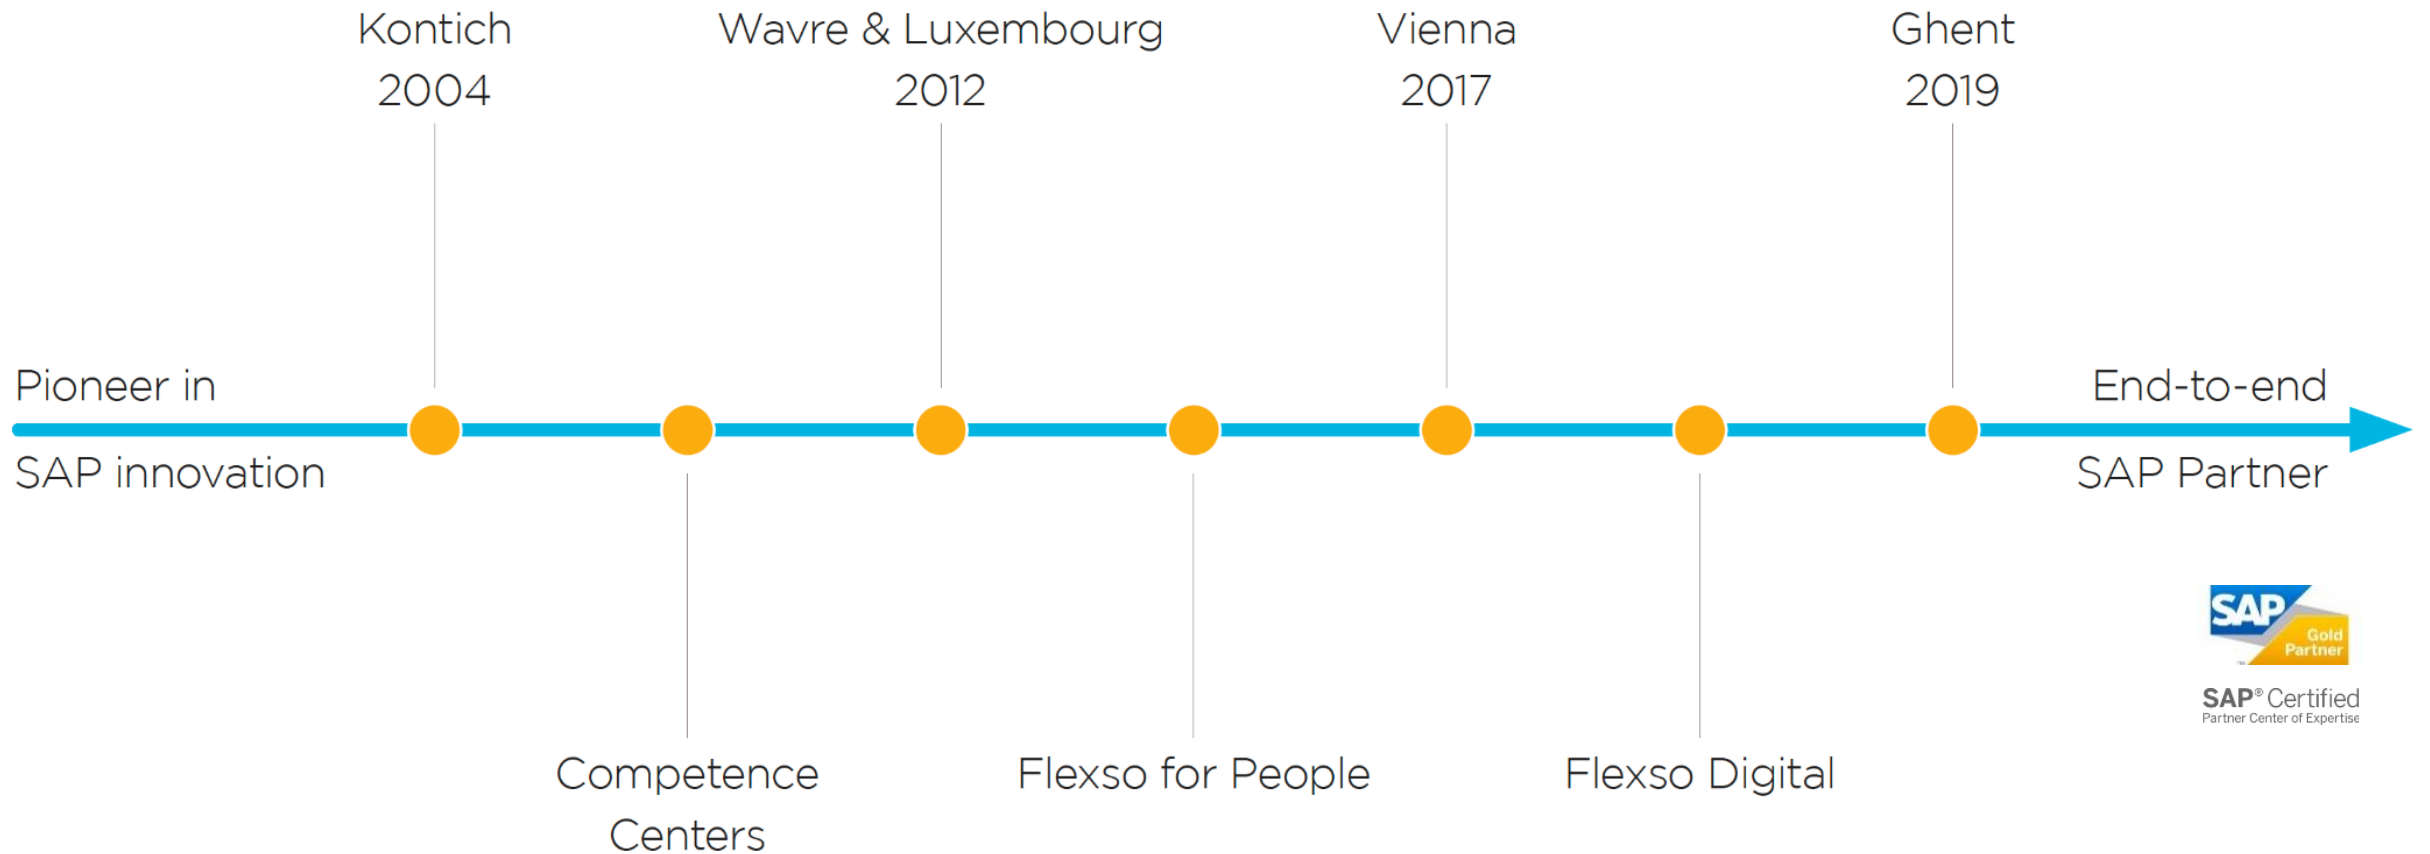 Kontich
2004
Wavre & Luxembourg
2012
Vienna
2017
Ghent
2019
Pioneer in
SAP innovation
End-to-end
SAP Partner
Competence
Centers
Flexso for People
Flexso Digital
SAP
Gold
Partner
™
SAP® Certified
Partner Center of Expertise